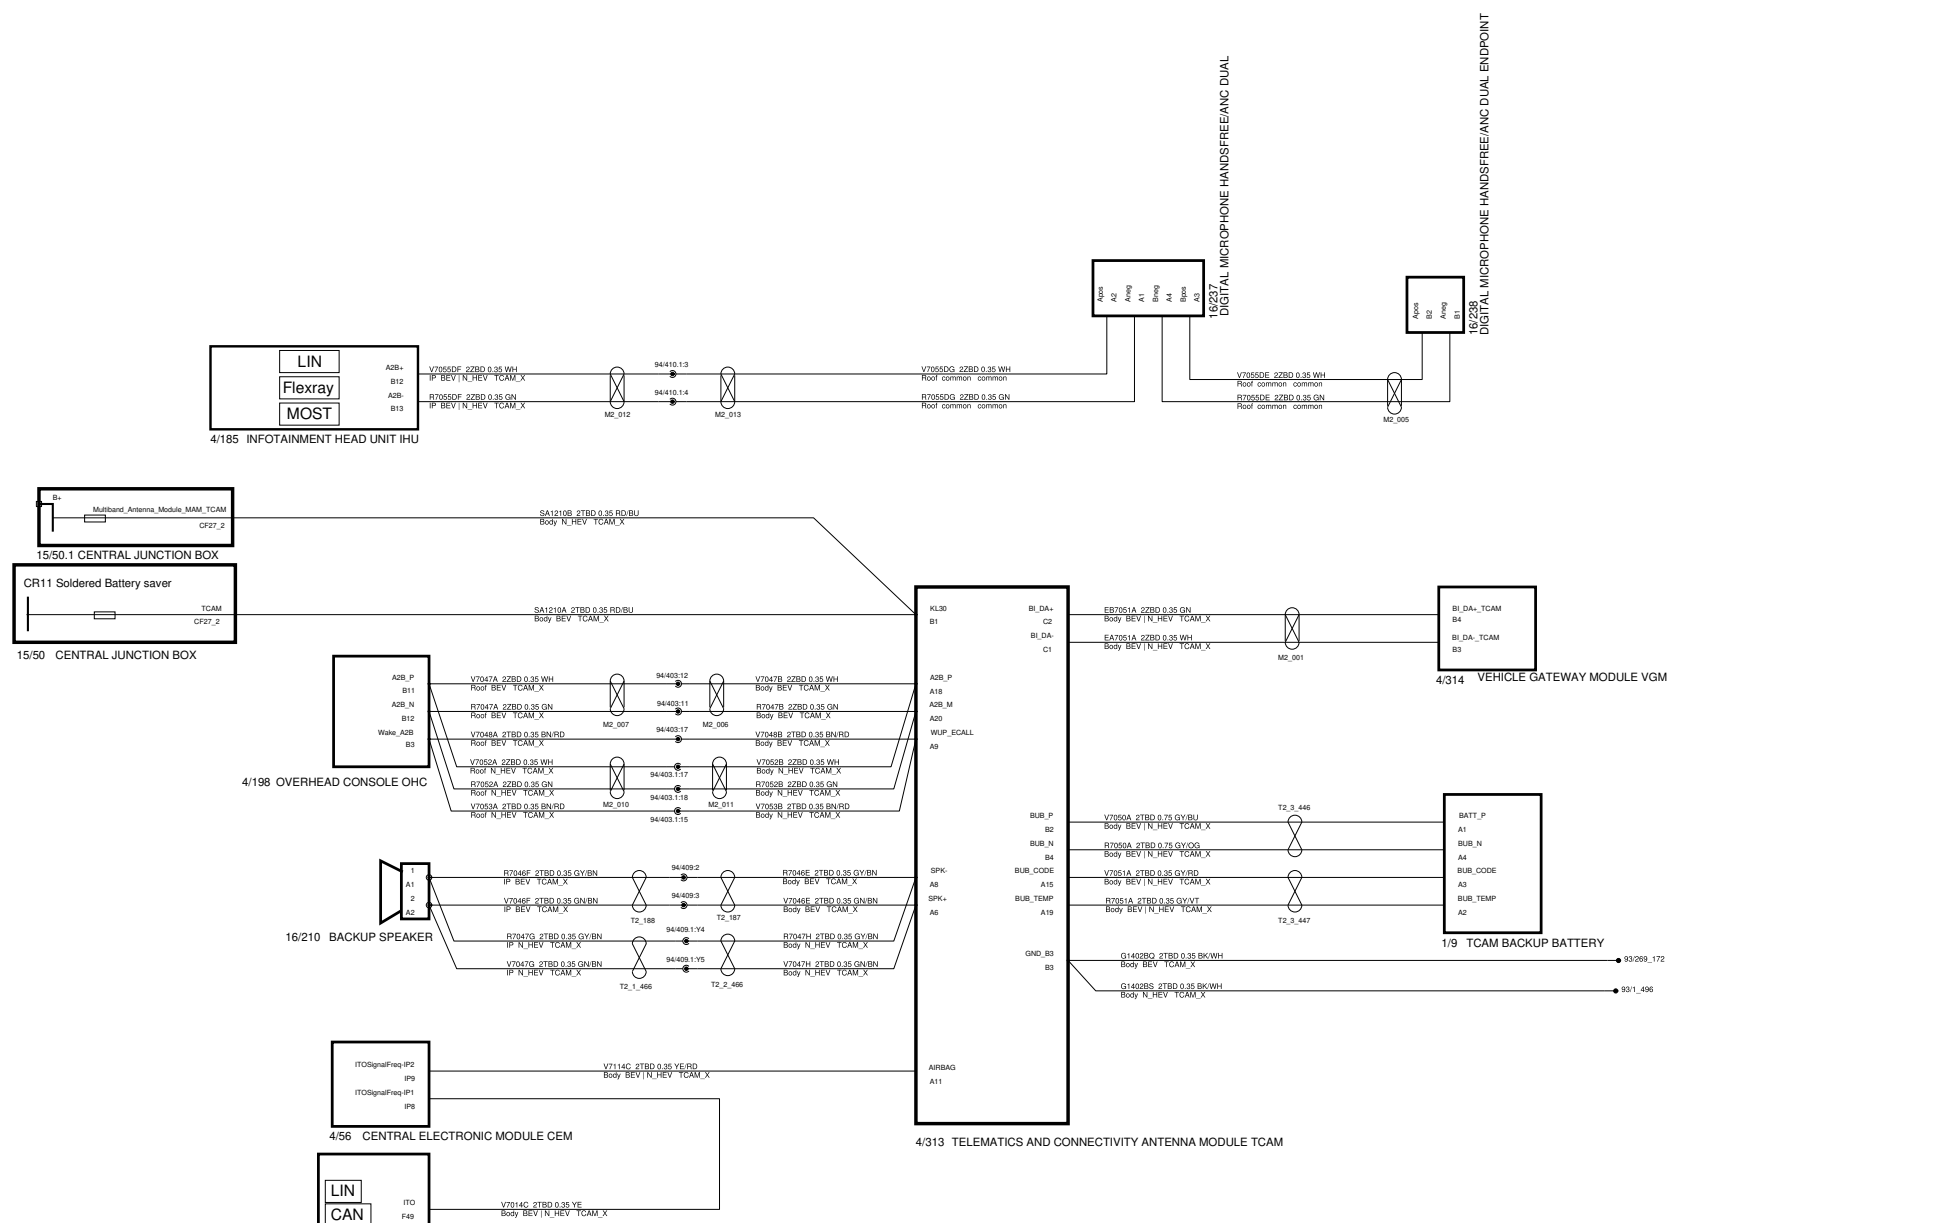 DIGITAL MICROPHONE HANDSFREE/ANC DUAL
16/237
DIGITAL MICROPHONE HANDSFREE/ANC DUAL ENDPOINT
16/238
Apos
A2
Aneg
A1
Bneg
A4
Bpos
A3
Apos
B2
Aneg
B1
LIN
Flexray
MOST
A2B+
B12
A2B-
B13
4/185 INFOTAINMENT HEAD UNIT IHU
V7055DF 2ZBD 0.35 WH
IP BEV | N_HEV TCAM_X
R7055DF 2ZBD 0.35 GN
IP BEV | N_HEV TCAM_X
M2_012
94/410.1:3
94/410.1:4
M2_013
V7055DG 2ZBD 0.35 WH
Roof common common
R7055DG 2ZBD 0.35 GN
Roof common common
V7055DE 2ZBD 0.35 WH
Roof common common
R7055DE 2ZBD 0.35 GN
Roof common common
M2_005
B+
Multiband_Antenna_Module_MAM_TCAM
CF27_2
15/50.1 CENTRAL JUNCTION BOX
SA1210B 2TBD 0.35 RD/BU
Body N_HEV TCAM_X
CR11 Soldered Battery saver
TCAM
CF27_2
15/50 CENTRAL JUNCTION BOX
SA1210A 2TBD 0.35 RD/BU
Body BEV TCAM_X
A2B_P
B11
A2B_N
B12
Wake_A2B
B3
4/198 OVERHEAD CONSOLE OHC
V7047A 2ZBD 0.35 WH
Roof BEV TCAM_X
R7047A 2ZBD 0.35 GN
Roof BEV TCAM_X
V7048A 2TBD 0.35 BN/RD
Roof BEV TCAM_X
V7052A 2ZBD 0.35 WH
Roof N_HEV TCAM_X
R7052A 2ZBD 0.35 GN
Roof N_HEV TCAM_X
V7053A 2TBD 0.35 BN/RD
Roof N_HEV TCAM_X
M2_007
M2_010
94/403:12
94/403:11
94/403:17
94/403.1:17
94/403.1:18
94/403.1:15
M2_006
M2_011
V7047B 2ZBD 0.35 WH
Body BEV TCAM_X
R7047B 2ZBD 0.35 GN
Body BEV TCAM_X
V7048B 2TBD 0.35 BN/RD
Body BEV TCAM_X
V7052B 2ZBD 0.35 WH
Body N_HEV TCAM_X
R7052B 2ZBD 0.35 GN
Body N_HEV TCAM_X
V7053B 2TBD 0.35 BN/RD
Body N_HEV TCAM_X
1
A1
2
A2
16/210 BACKUP SPEAKER
R7046F 2TBD 0.35 GY/BN
IP BEV TCAM_X
V7046F 2TBD 0.35 GN/BN
IP BEV TCAM_X
R7047G 2TBD 0.35 GY/BN
IP N_HEV TCAM_X
V7047G 2TBD 0.35 GN/BN
IP N_HEV TCAM_X
T2_188
T2_1_466
94/409:2
94/409:3
94/409.1:Y4
94/409.1:Y5
T2_187
T2_2_466
R7046E 2TBD 0.35 GY/BN
Body BEV TCAM_X
V7046E 2TBD 0.35 GN/BN
Body BEV TCAM_X
R7047H 2TBD 0.35 GY/BN
Body N_HEV TCAM_X
V7047H 2TBD 0.35 GN/BN
Body N_HEV TCAM_X
KL30
B1
A2B_P
A18
A2B_M
A20
WUP_ECALL
A9
SPK-
A8
SPK+
A6
AIRBAG
A11
BI_DA+
C2
BI_DA-
C1
BUB_P
B2
BUB_N
B4
BUB_CODE
A15
BUB_TEMP
A19
GND_B3
B3
4/313 TELEMATICS AND CONNECTIVITY ANTENNA MODULE TCAM
EB7051A 2ZBD 0.35 GN
Body BEV | N_HEV TCAM_X
EA7051A 2ZBD 0.35 WH
Body BEV | N_HEV TCAM_X
M2_001
BI_DA+_TCAM
B4
BI_DA-_TCAM
B3
4/314 VEHICLE GATEWAY MODULE VGM
V7050A 2TBD 0.75 GY/BU
Body BEV | N_HEV TCAM_X
R7050A 2TBD 0.75 GY/OG
Body BEV | N_HEV TCAM_X
V7051A 2TBD 0.35 GY/RD
Body BEV | N_HEV TCAM_X
R7051A 2TBD 0.35 GY/VT
Body BEV | N_HEV TCAM_X
T2_3_446
T2_3_447
BATT_P
A1
BUB_N
A4
BUB_CODE
A3
BUB_TEMP
A2
1/9 TCAM BACKUP BATTERY
G1402BQ 2TBD 0.35 BK/WH
Body BEV TCAM_X
93/269_172
G1402BS 2TBD 0.35 BK/WH
Body N_HEV TCAM_X
93/1_496
ITOSignalFreq-IP2
IP9
ITOSignalFreq-IP1
IP8
4/56 CENTRAL ELECTRONIC MODULE CEM
V7114C 2TBD 0.35 YE/RD
Body BEV | N_HEV TCAM_X
LIN
CAN
ITO
F49
V7014C 2TBD 0.35 YE
Body BEV | N_HEV TCAM_X